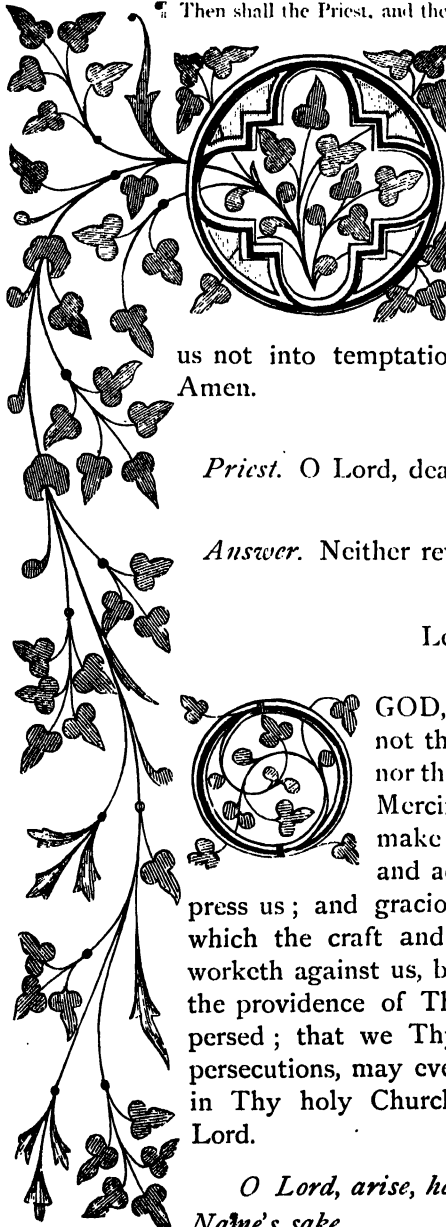 ¶ Then shall the Priest, and the
O
us not into temptatio
Amen.
Priest. O Lord, dea
Answer. Neither re
Lo
O GOD,
not th
nor th
Merci
make
and a
press us; and gracio
which the craft and
worketh against us, b
the providence of Th
persed; that we Thy
persecutions, may eve
in Thy holy Church
Lord.
O Lord, arise, he
Name's sake